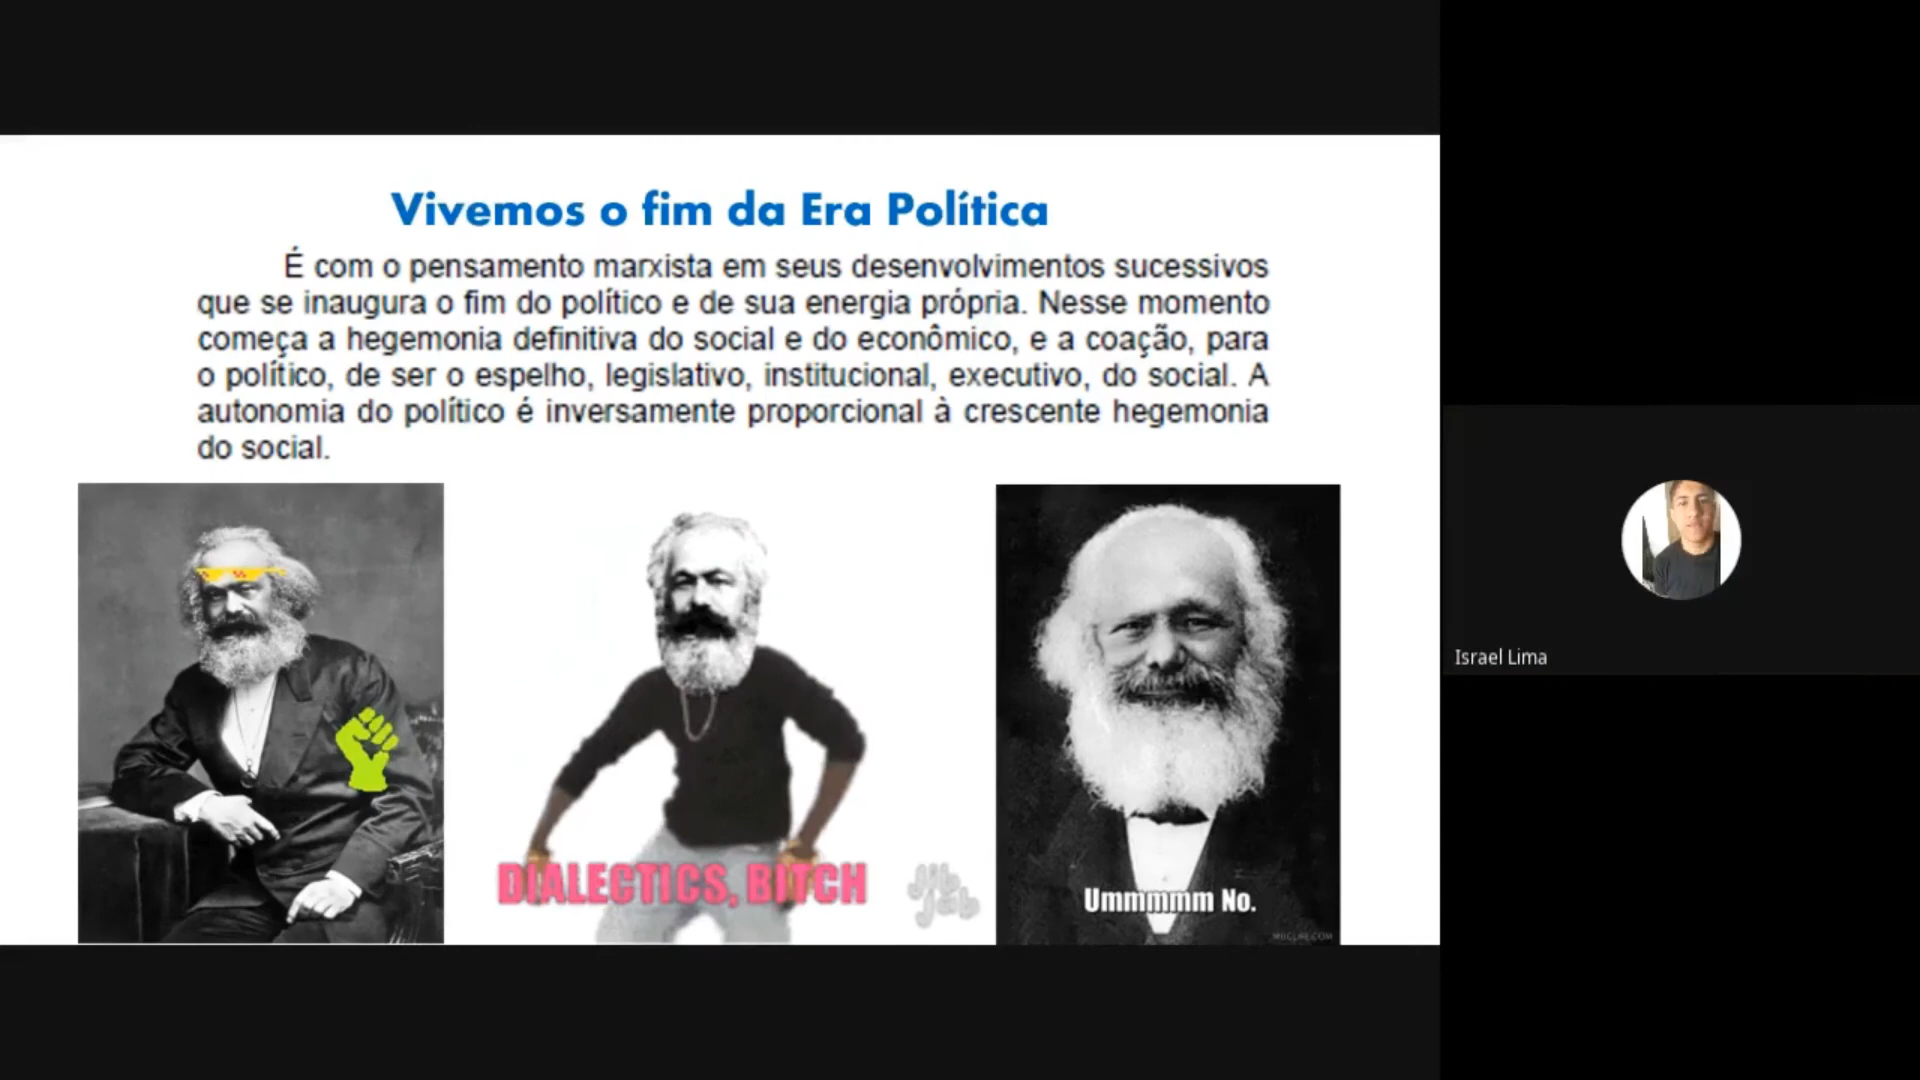 Vivemos o fim da Era Política
É com o pensamento marxista em seus desenvolvimentos sucessivos
que se inaugura o fim do político e de sua energia própria. Nesse momento
começa a hegemonia definitiva do social e do econômico, e a coação, para
o político, de ser o espelho, legislativo, institucional, executivo, do social. A
autonomia do político é inversamente proporcional à crescente hegemonia
do social.
DIALECTICS, BITCH
Jib
Jab
Ummmmm No.
Israel Lima